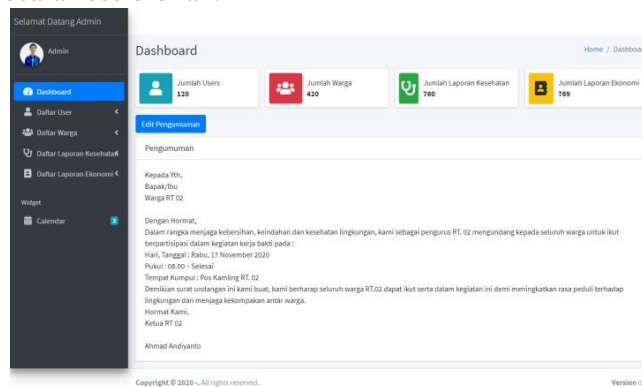 Selamat Datang Admin
Admin
Dashboard
Daftar User
Daftar Warga
Daftar Laporan Kesehatan
Daftar Laporan Ekonomi
Widget
Calendar
Dashboard
Home / Dashboa
Jumlah Users
120
Jumlah Warga
420
Jumlah Laporan Kesehatan
760
Jumlah Laporan Ekonomi
769
Edit Pengumuman
Pengumuman
Kepada Yth,
Bapak/Ibu
Warga RT 02
Dengan Hormat,
Dalam rangka menjaga kebersihan, keindahan dan kesehatan lingkungan, kami sebagai pengurus RT. 02 mengundang kepada seluruh warga untuk ikut
berpartisipasi dalam kegiatan kerja bakti pada :
Hari, Tanggal : Rabu, 17 November 2020
Pukul : 08.00 – Selesai
Tempat Kumpul : Pos Kamling RT. 02
Demikian surat undangan ini kami buat, kami berharap seluruh warga RT.02 dapat ikut serta dalam kegiatan ini demi meningkatkan rasa peduli terhadap
lingkungan dan menjaga kekompakan antar warga.
Hormat Kami,
Ketua RT 02
Ahmad Andiyanto
Copyright © 2020 -. All rights reserved.
Version